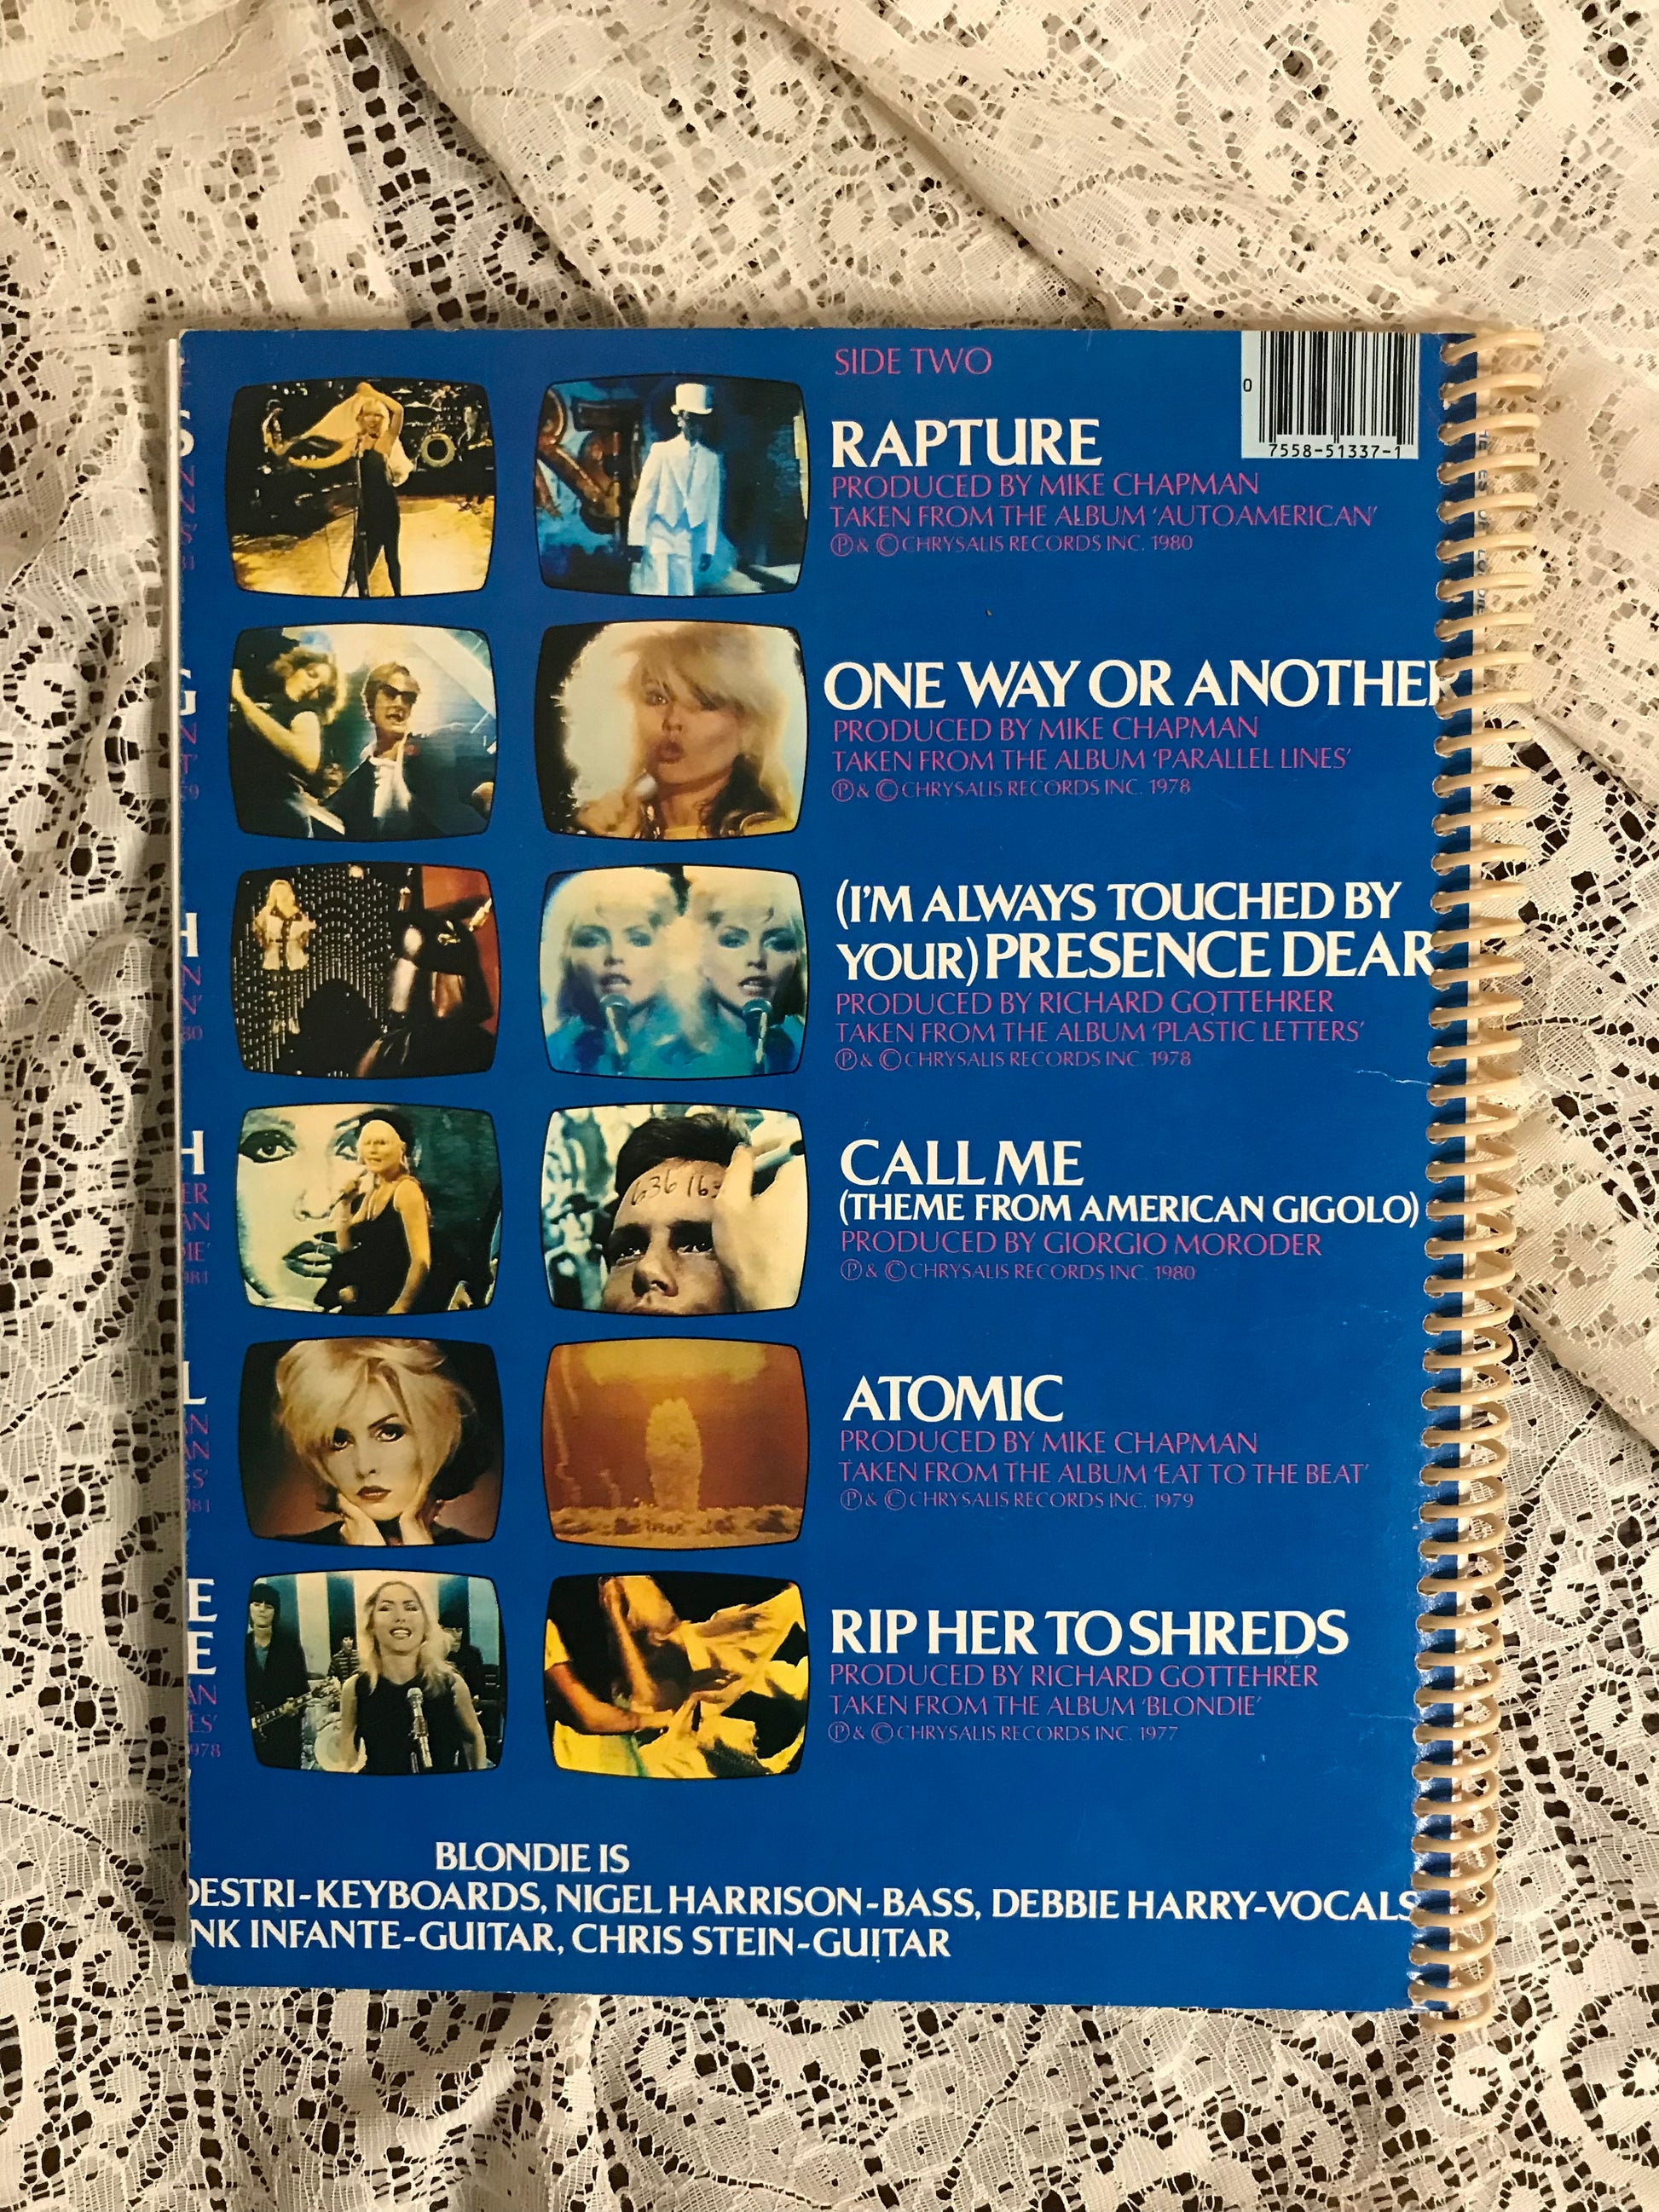 SIDE TWO
0
7558-51337-1
RAPTURE
PRODUCED BY MIKE CHAPMAN
TAKEN FROM THE ALBUM 'AUTOAMERICAN'
Ⓟ & © CHRYSALIS RECORDS INC. 1980
ONE WAY OR ANOTHER
PRODUCED BY MIKE CHAPMAN
TAKEN FROM THE ALBUM 'PARALLEL LINES'
Ⓟ & © CHRYSALIS RECORDS INC. 1978
(I'M ALWAYS TOUCHED BY
YOUR) PRESENCE DEAR
PRODUCED BY RICHARD GOTTEHRER
TAKEN FROM THE ALBUM 'PLASTIC LETTERS'
Ⓟ & © CHRYSALIS RECORDS INC. 1978
636 163
CALL ME
(THEME FROM AMERICAN GIGOLO)
PRODUCED BY GIORGIO MORODER
Ⓟ & © CHRYSALIS RECORDS INC. 1980
ATOMIC
PRODUCED BY MIKE CHAPMAN
TAKEN FROM THE ALBUM 'EAT TO THE BEAT'
Ⓟ & © CHRYSALIS RECORDS INC. 1979
RIP HER TO SHREDS
PRODUCED BY RICHARD GOTTEHRER
TAKEN FROM THE ALBUM 'BLONDIE'
Ⓟ & © CHRYSALIS RECORDS INC. 1977
BLONDIE IS
DESTRI-KEYBOARDS, NIGEL HARRISON-BASS, DEBBIE HARRY-VOCALS
NK INFANTE-GUITAR, CHRIS STEIN-GUITAR